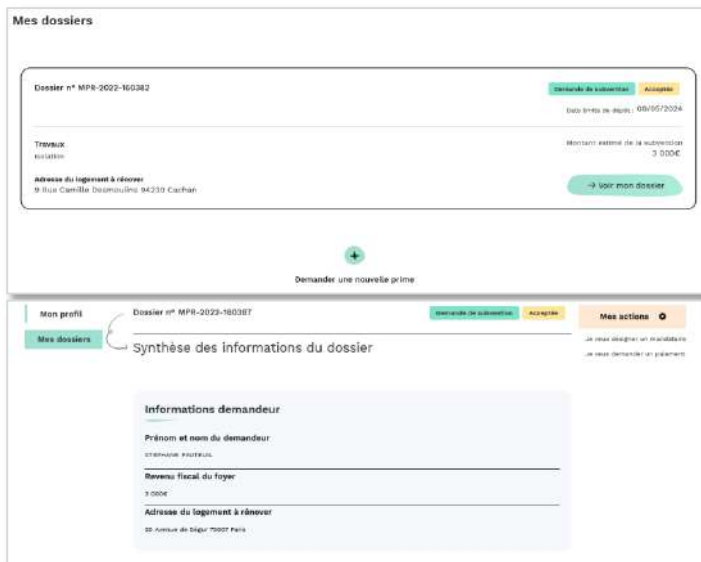 Mes dossiers
Dossier n° MPR-2022-160382
Demande de subvention Acceptée
Date limite de dépôt : 09/05/2024
Travaux
Isolation
Montant estimé de la subvention
3 000€
Adresse du logement à rénover
9 Rue Camille Desmoulins 94230 Cachan
→ Voir mon dossier
+
Demander une nouvelle prime
Mon profil
Mes dossiers
Dossier n° MPR-2022-160387
Demande de subvention Acceptée
Mes actions
Je veux désigner un mandataire
Je veux demander un paiement
Synthèse des informations du dossier
Informations demandeur
Prénom et nom du demandeur
STEPHANE FAUTEUIL
Revenu fiscal du foyer
3 000€
Adresse du logement à rénover
20 Avenue de Ségur 75007 Paris